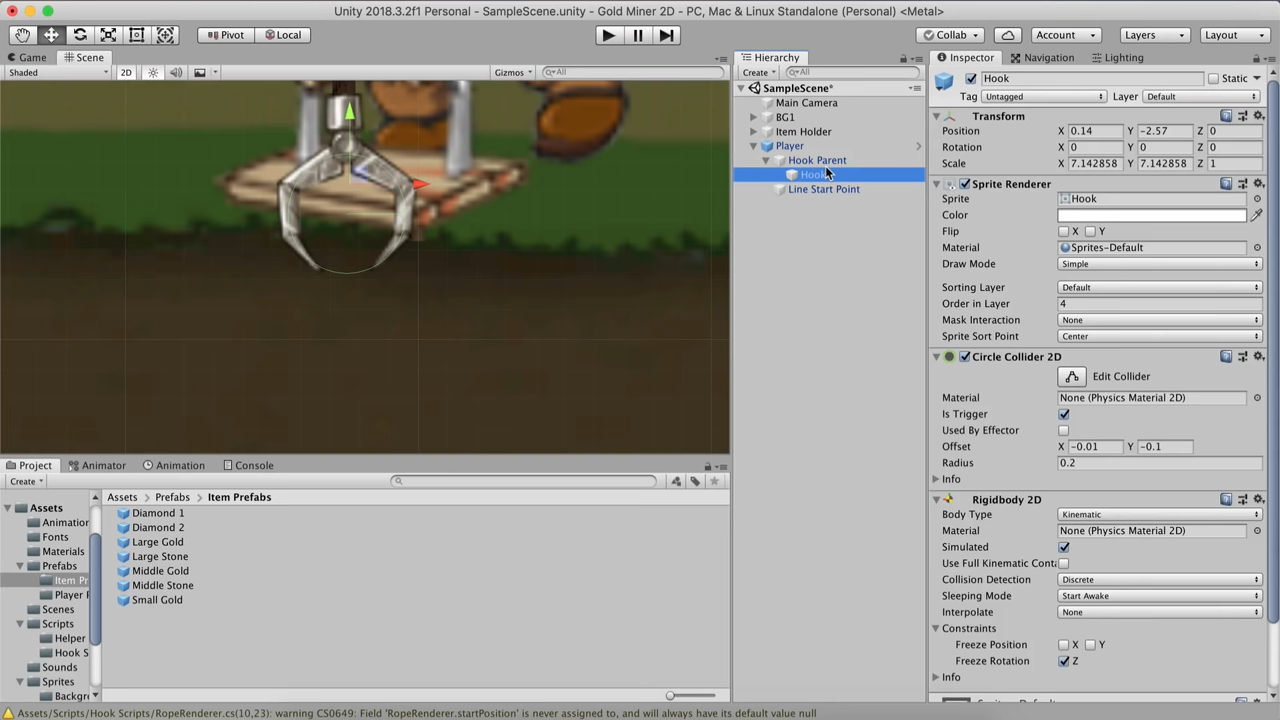 Unity 2018.3.2f1 Personal - SampleScene.unity - Gold Miner 2D - PC, Mac & Linux Standalone (Personal) <Metal>
Pivot Local Collab Account Layers Layout
Game Scene
Shaded 2D Gizmos All
Hierarchy
Create All
SampleScene*
Main Camera
BG1
Item Holder
Player
Hook Parent
Hook
Line Start Point
Inspector Navigation Lighting
Hook Static
Tag Untagged Layer Default
Transform
Position X 0.14 Y -2.57 Z 0
Rotation X 0 Y 0 Z 0
Scale X 7.142858 Y 7.142858 Z 1
Sprite Renderer
Sprite Hook
Color
Flip X Y
Material Sprites-Default
Draw Mode Simple
Sorting Layer Default
Order in Layer 4
Mask Interaction None
Sprite Sort Point Center
Circle Collider 2D
Edit Collider
Material None (Physics Material 2D)
Is Trigger
Used By Effector
Offset X -0.01 Y -0.1
Radius 0.2
Info
Rigidbody 2D
Body Type Kinematic
Material None (Physics Material 2D)
Simulated
Use Full Kinematic Conta
Collision Detection Discrete
Sleeping Mode Start Awake
Interpolate None
Constraints
Freeze Position X Y
Freeze Rotation Z
Info
Project Animator Animation Console
Create
Assets
Animation
Fonts
Materials
Prefabs
Item Pr
Player P
Scenes
Scripts
Helper
Hook S
Sounds
Sprites
Backgro
Assets > Prefabs > Item Prefabs
Diamond 1
Diamond 2
Large Gold
Large Stone
Middle Gold
Middle Stone
Small Gold
Assets/Scripts/Hook Scripts/RopeRenderer.cs(10,23): warning CS0649: Field 'RopeRenderer.startPosition' is never assigned to, and will always have its default value null